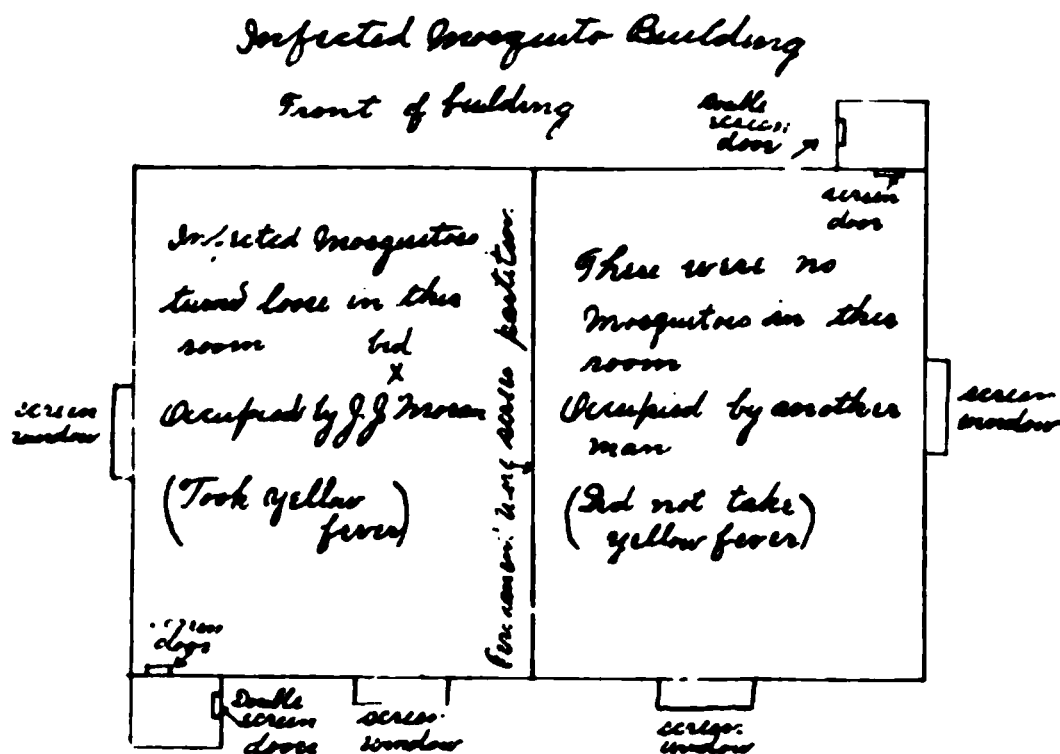 Infected Mosquito Building
Front of building
Double
screen
door
screen
door
Infected Mosquitoes
turned loose in this
room
bed
x
Occupied by J. J. Moran
(Took yellow
fever)
Permanent wire screen partition
There were no
Mosquitoes in this
room
Occupied by another
man
(Did not take
yellow fever)
screen
window
screen
window
screen
door
Double
screen
doors
screen
window
screen
window